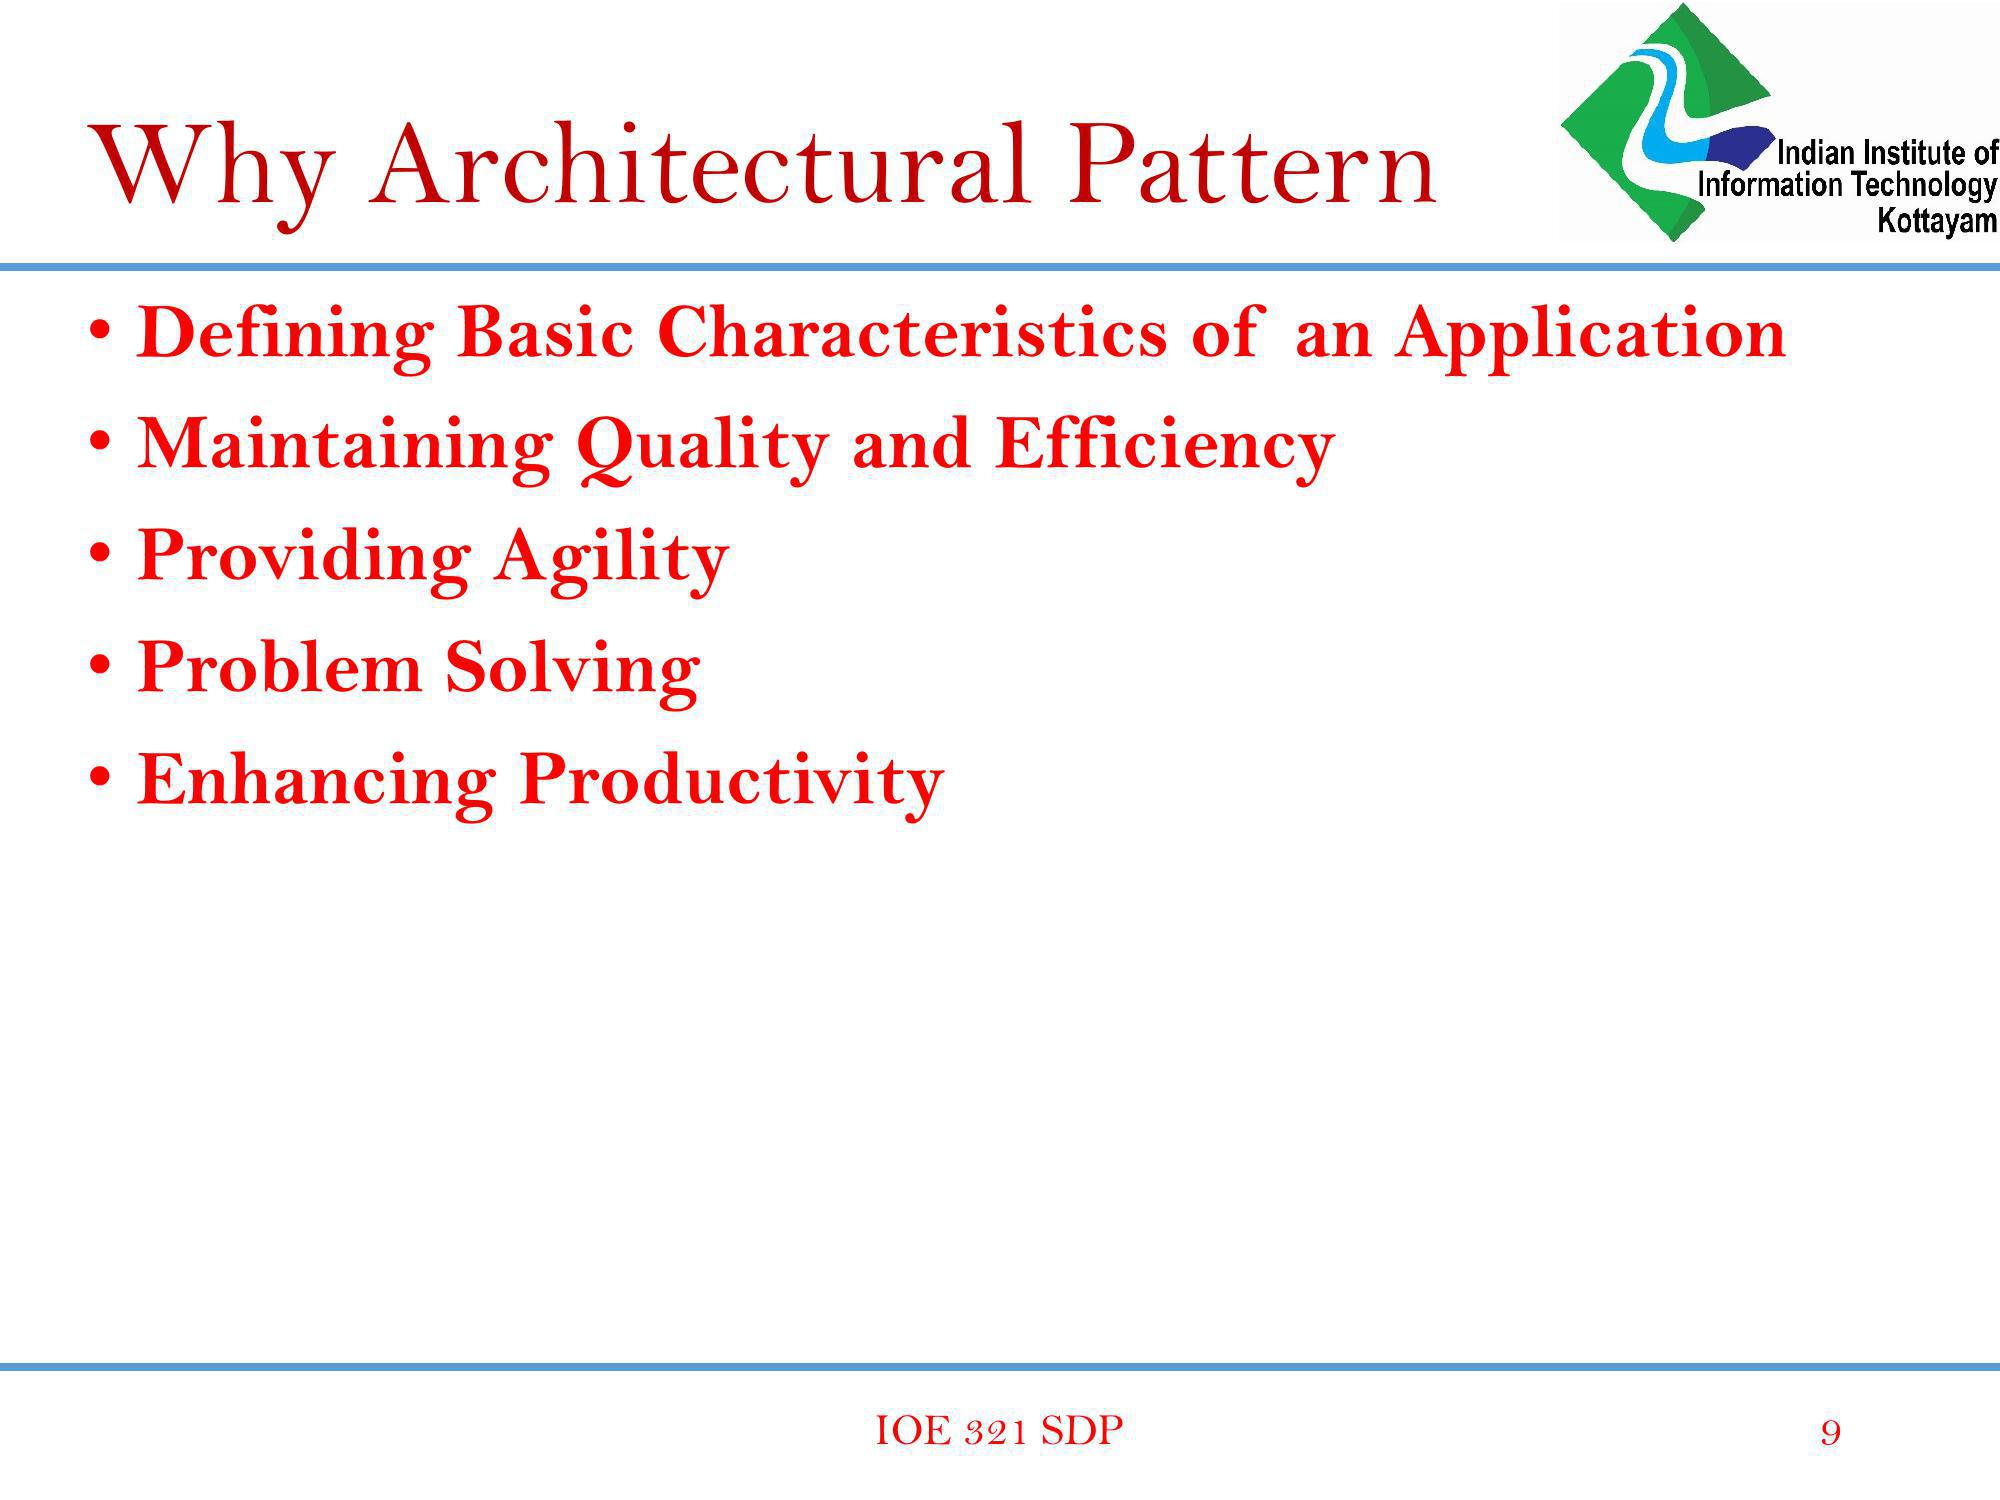 Why Architectural Pattern
Indian Institute of
Information Technology
Kottayam
• Defining Basic Characteristics of an Application
• Maintaining Quality and Efficiency
• Providing Agility
• Problem Solving
• Enhancing Productivity
IOE 321 SDP
9